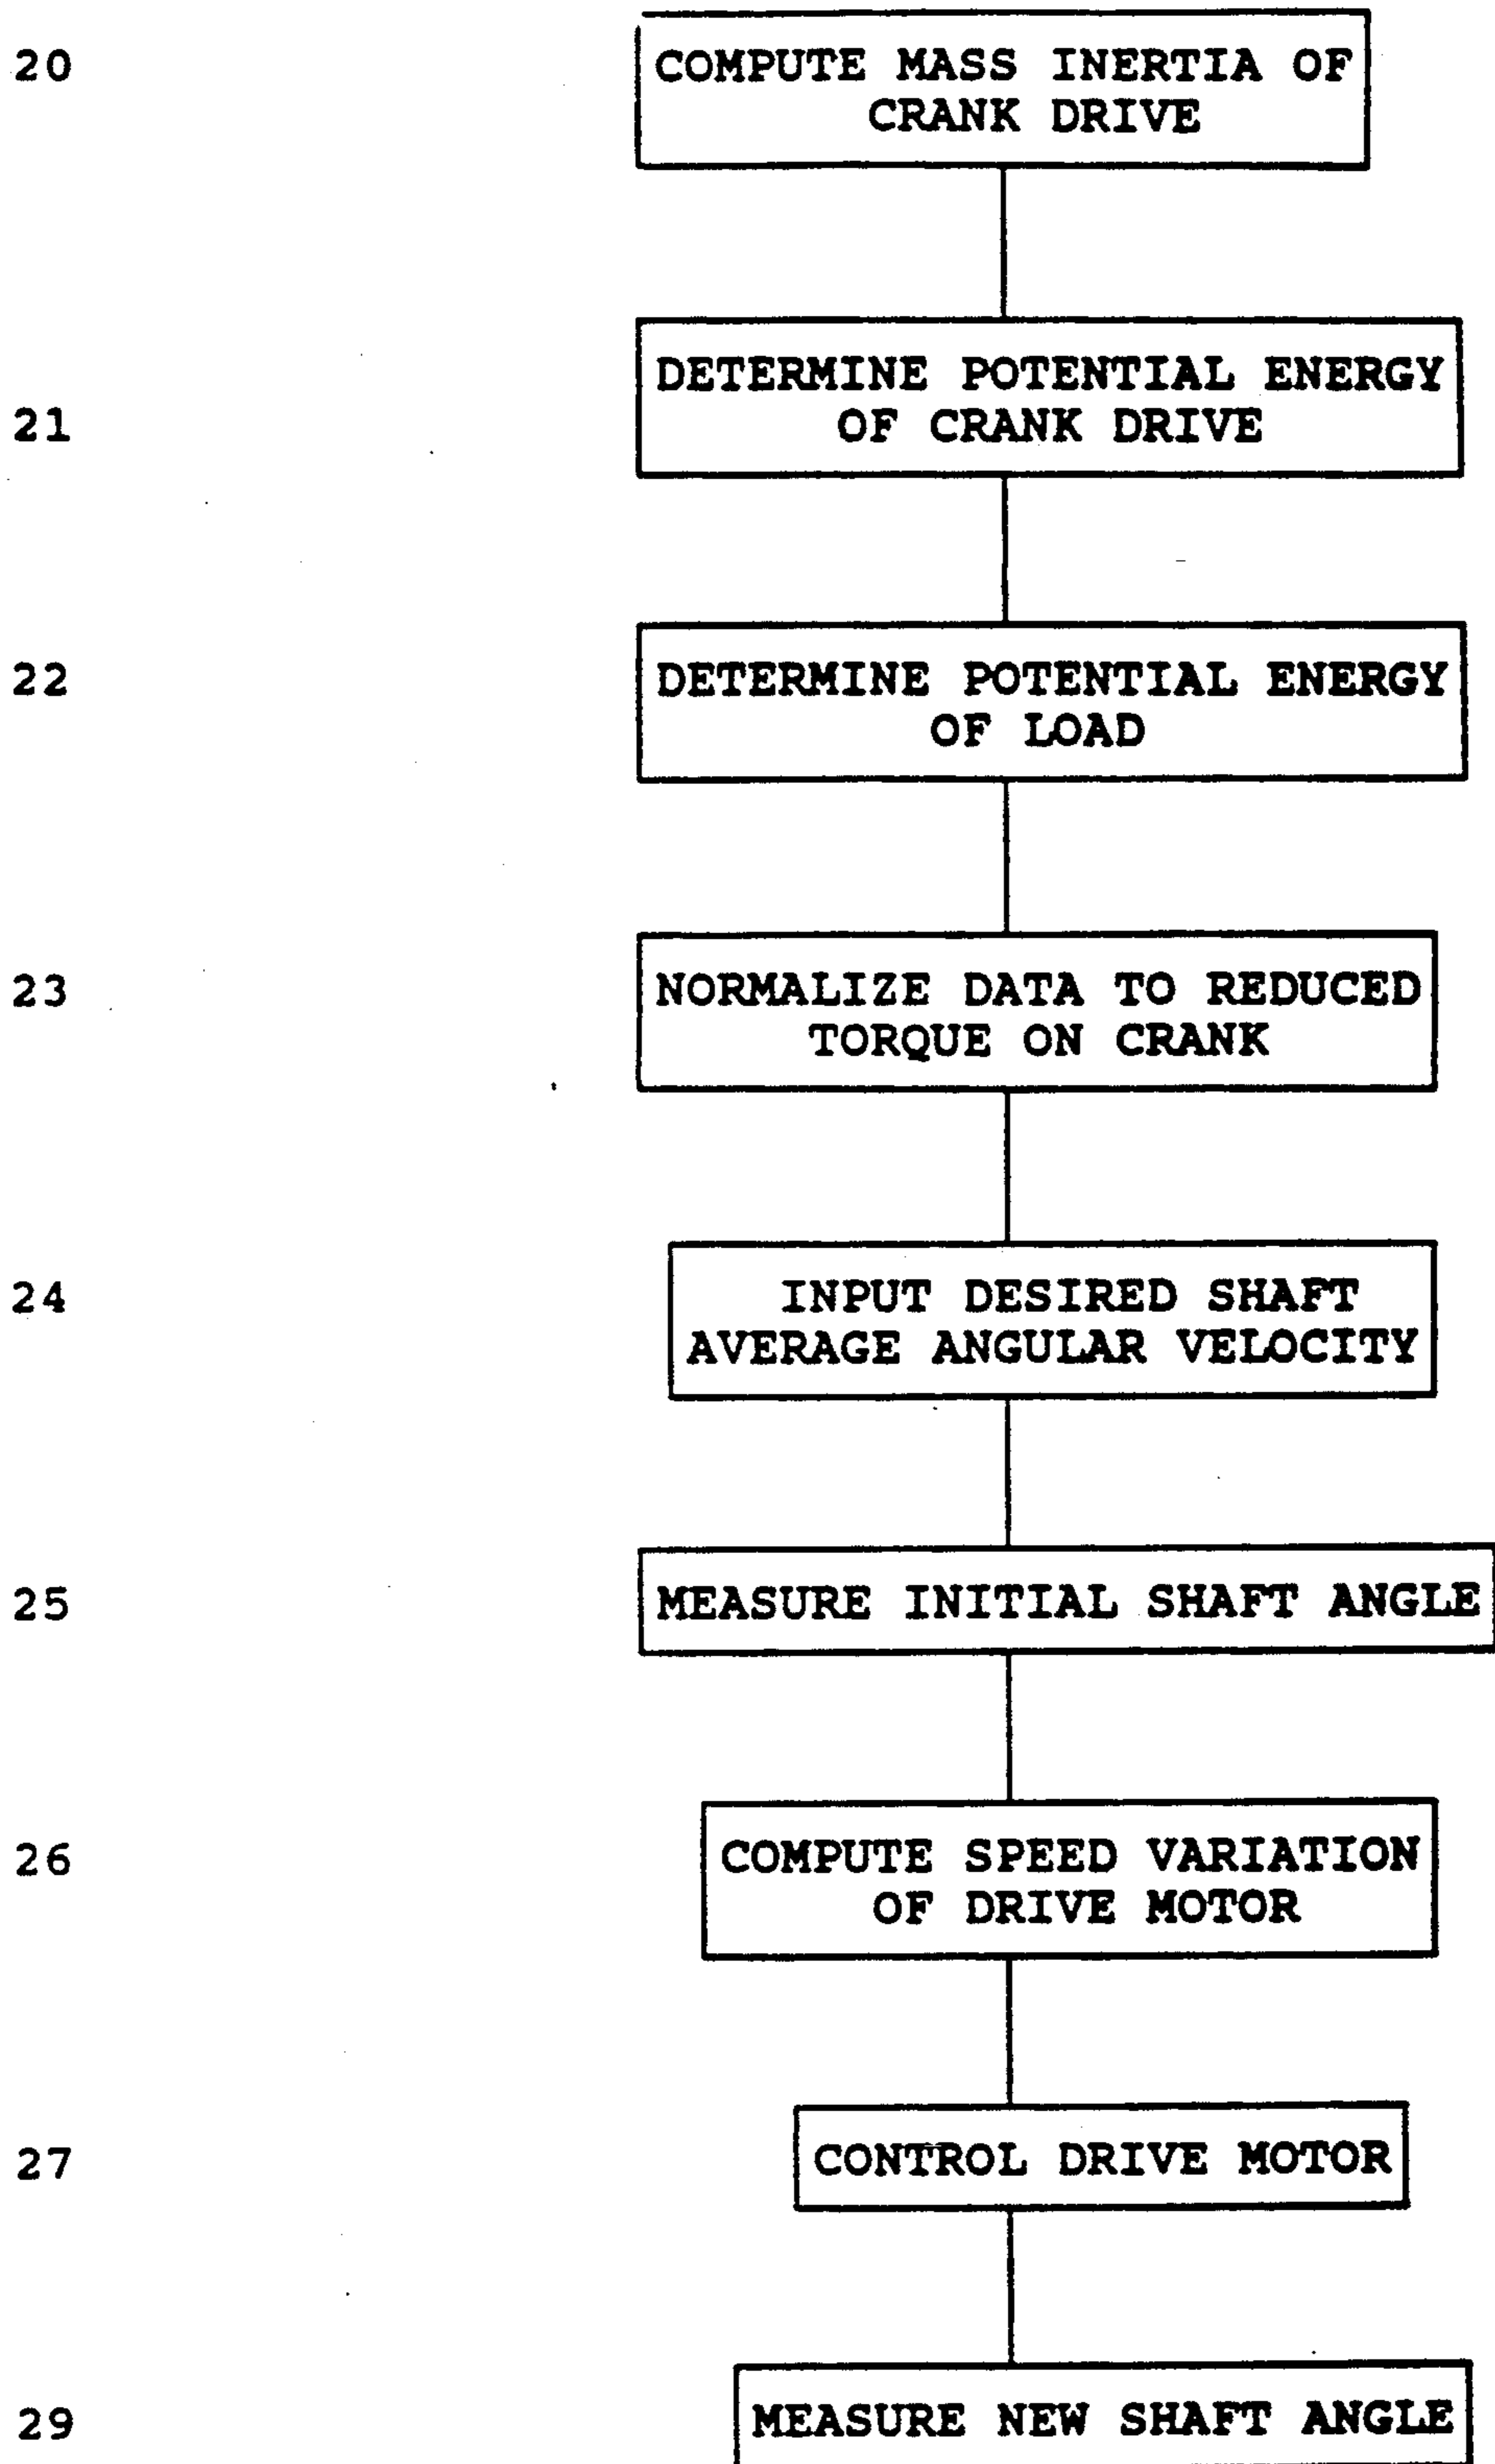 20
COMPUTE MASS INERTIA OF
CRANK DRIVE
21
DETERMINE POTENTIAL ENERGY
OF CRANK DRIVE
22
DETERMINE POTENTIAL ENERGY
OF LOAD
23
NORMALIZE DATA TO REDUCED
TORQUE ON CRANK
24
INPUT DESIRED SHAFT
AVERAGE ANGULAR VELOCITY
25
MEASURE INITIAL SHAFT ANGLE
26
COMPUTE SPEED VARIATION
OF DRIVE MOTOR
27
CONTROL DRIVE MOTOR
29
MEASURE NEW SHAFT ANGLE